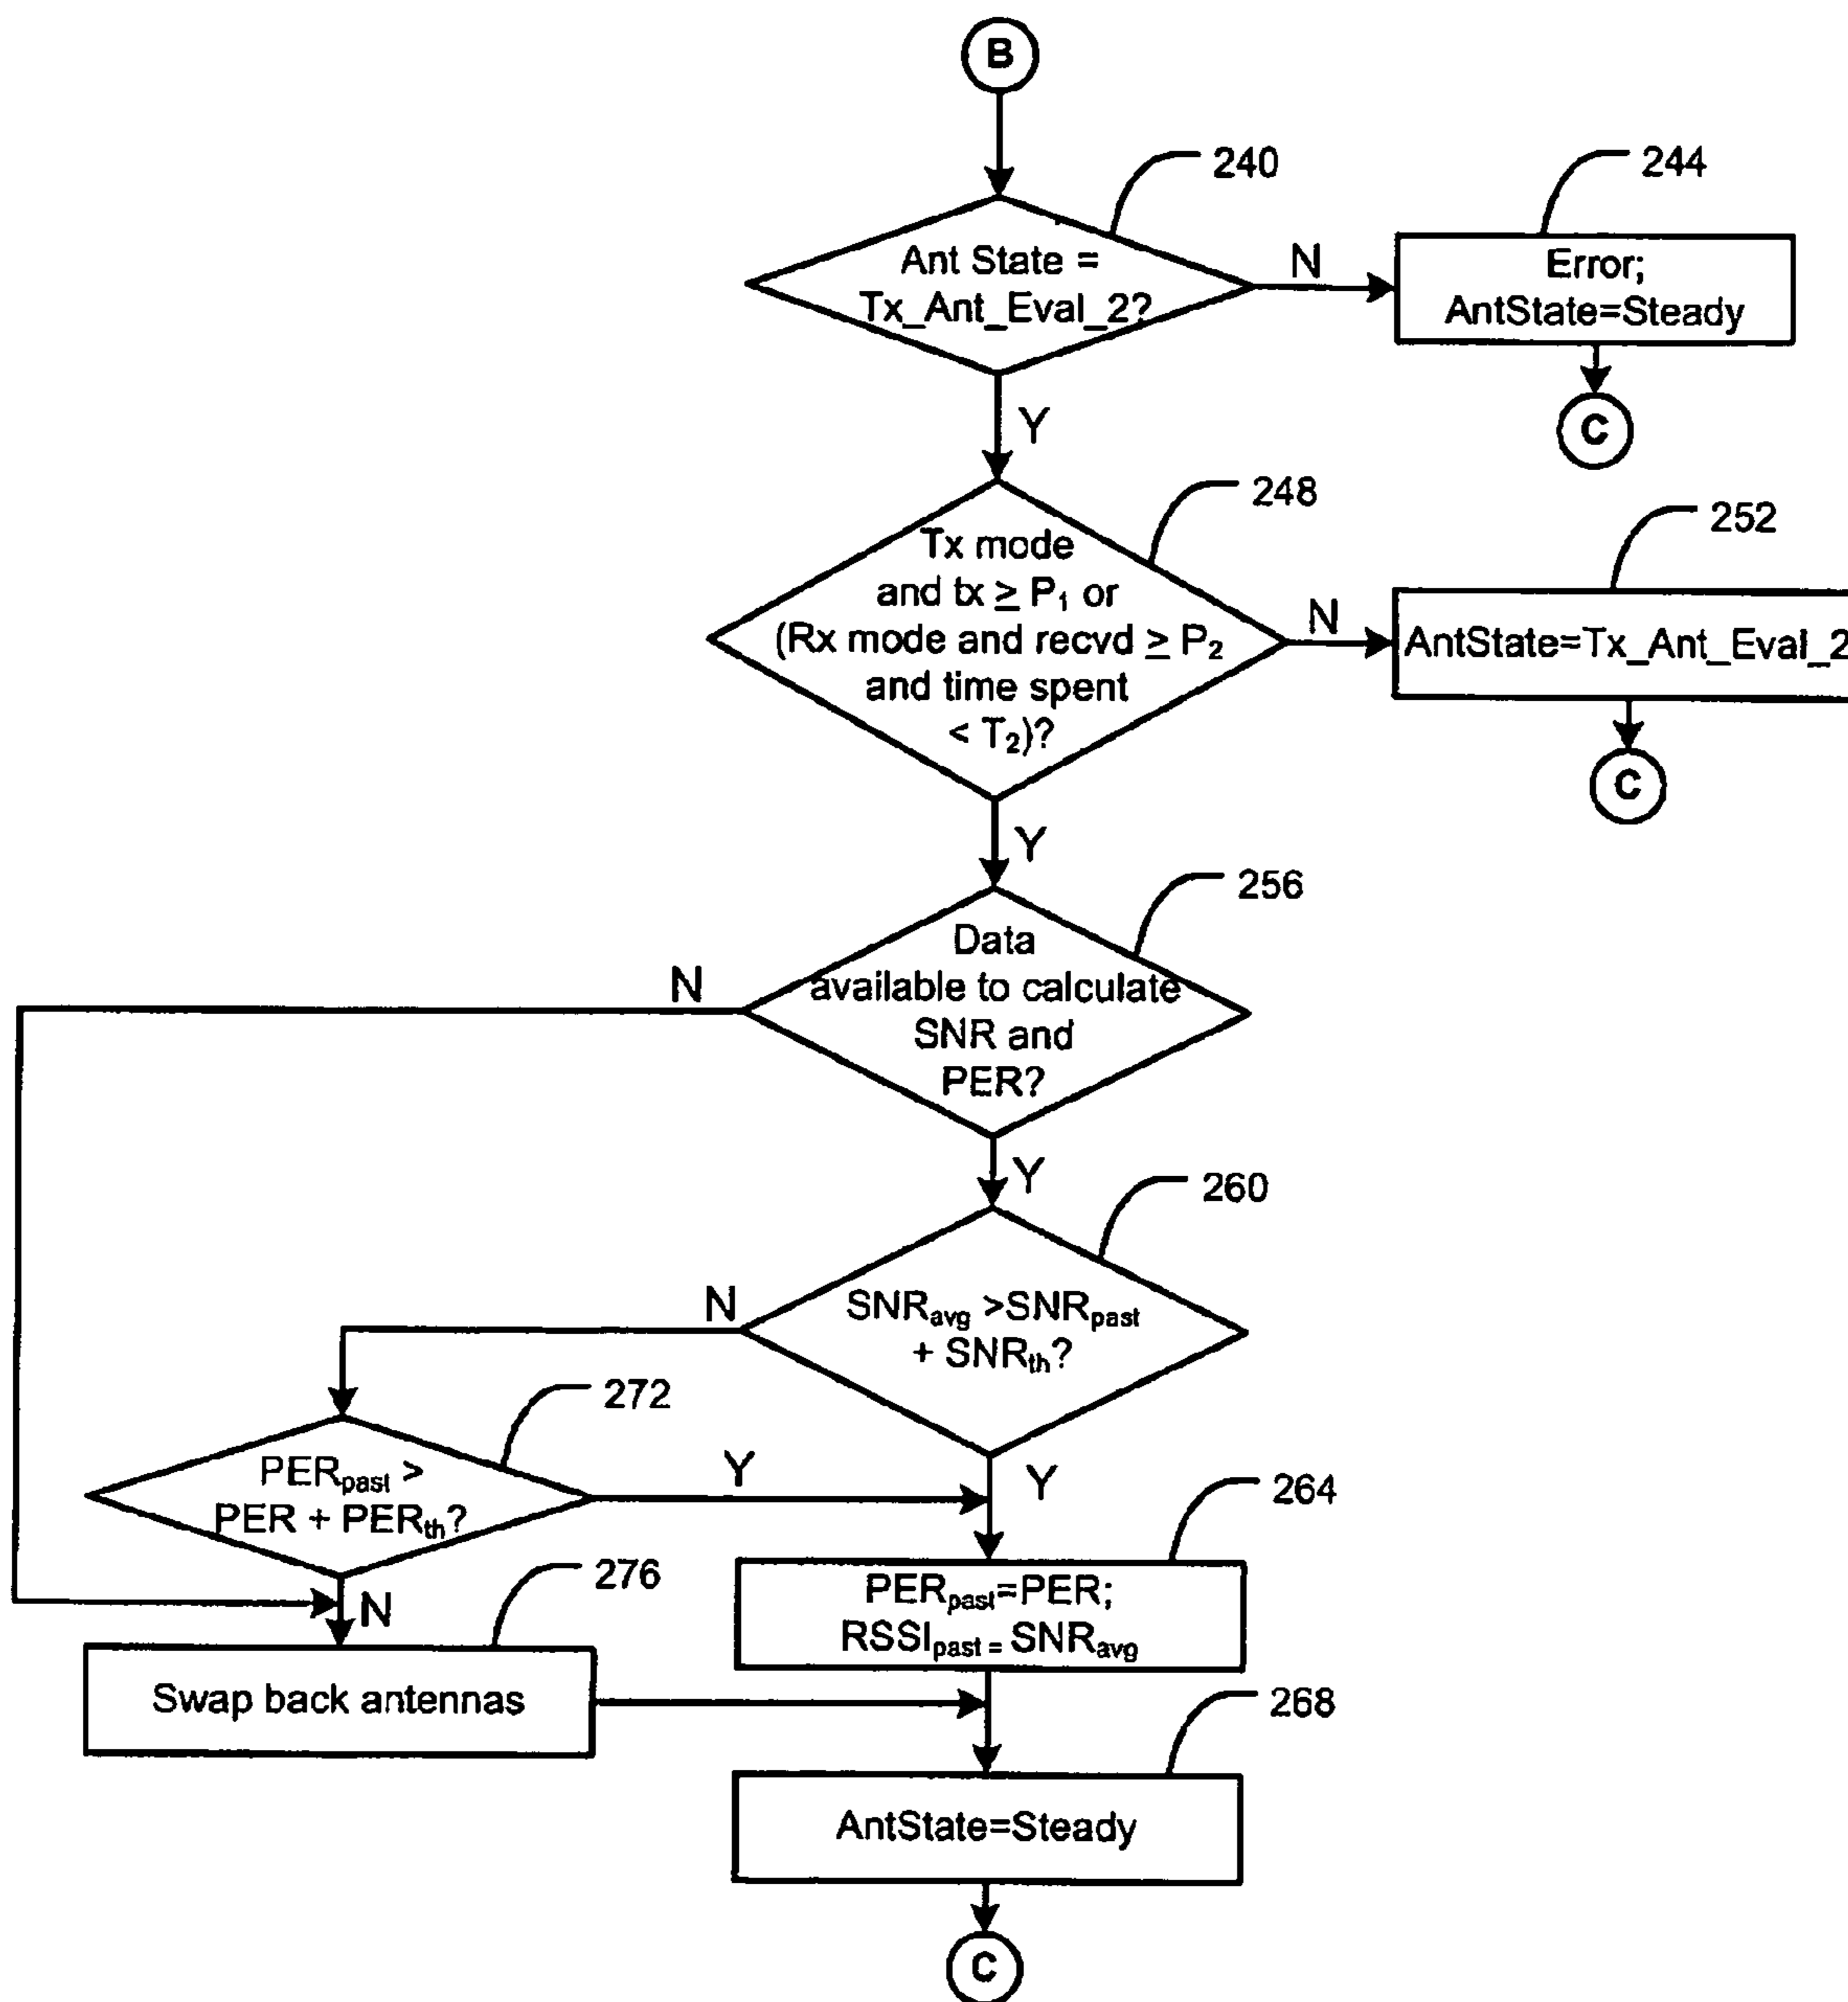 B
240
244
Ant State =
Tx_Ant_Eval_2?
N
Error;
AntState=Steady
C
Y
248
252
Tx mode
and tx ≥ P₁ or
(Rx mode and recvd ≥ P₂
and time spent
< T₂)?
N
AntState=Tx_Ant_Eval_2
C
Y
256
Data
available to calculate
SNR and
PER?
N
Y
260
SNRavg >SNRpast
+ SNRth?
N
272
PERpast >
PER + PERth?
Y
Y
264
PERpast=PER;
RSSIpast = SNRavg
N
276
Swap back antennas
268
AntState=Steady
C